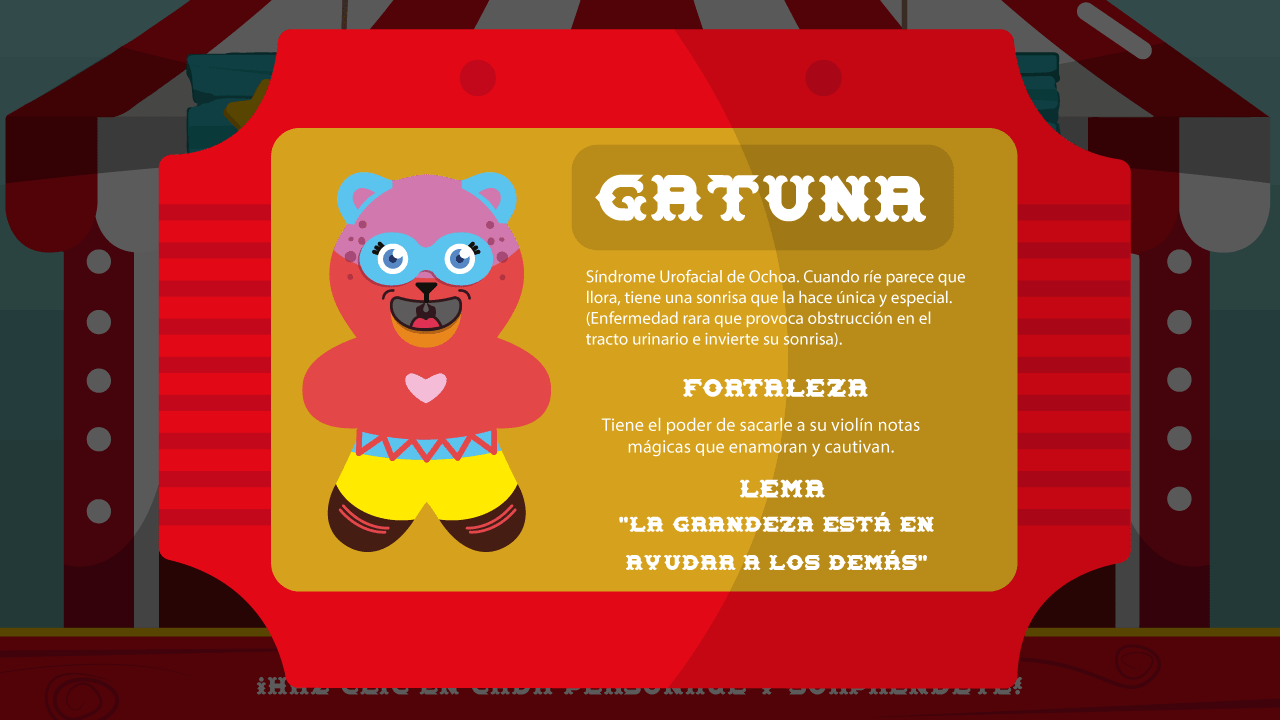 GATUNA
Síndrome Urofacial de Ochoa. Cuando ríe parece que
llora, tiene una sonrisa que la hace única y especial.
(Enfermedad rara que provoca obstrucción en el
tracto urinario e invierte su sonrisa).
FORTALEZA
Tiene el poder de sacarle a su violín notas
mágicas que enamoran y cautivan.
LEMA
"LA GRANDEZA ESTÁ EN
AYUDAR A LOS DEMÁS"
¡HAZ CLIC EN CADA PERSONAJE Y SORPRÉNDETE!